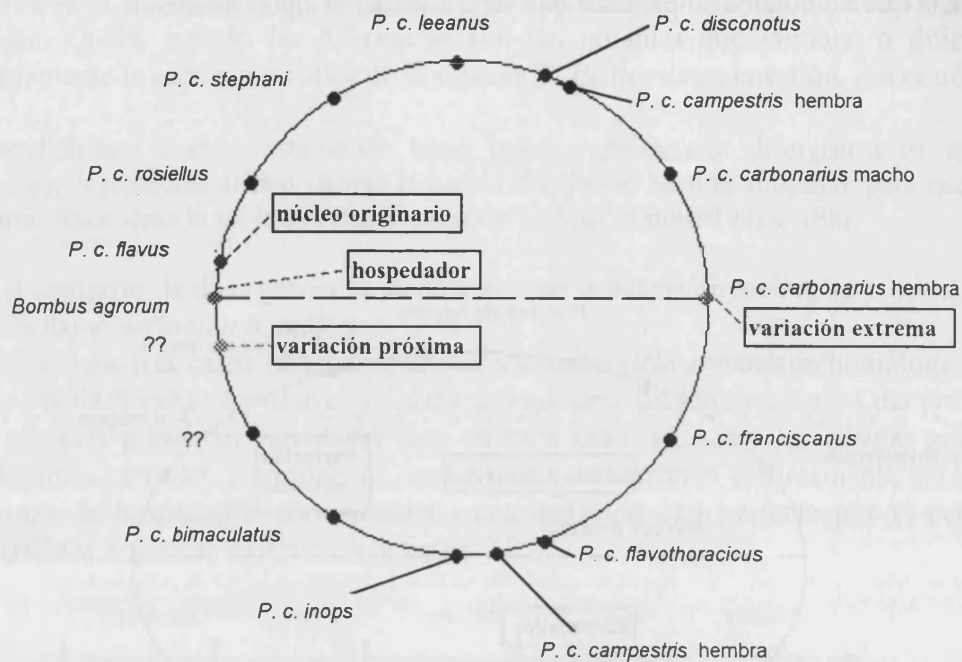 P. c. leeanus
P. c. disconotus
P. c. stephani
P. c. campestris hembra
P. c. rosiellus
P. c. carbonarius macho
núcleo originario
P. c. flavus
hospedador
Bombus agrorum
P. c. carbonarius hembra
variación extrema
??
variación próxima
??
P. c. franciscanus
P. c. bimaculatus
P. c. flavothoracicus
P. c. inops
P. c. campestris hembra